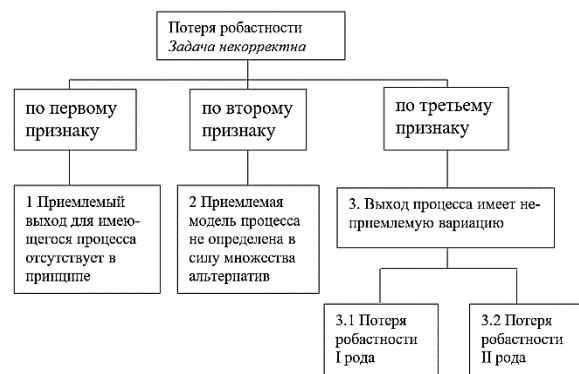 Потеря робастности
Задача некорректна
по первому
признаку
по второму
признаку
по третьему
признаку
1 Приемлемый
выход для имею-
щегося процесса
отсутствует в
принципе
2 Приемлемая
модель процесса
не определена в
силу множества
альтернатив
3. Выход процесса имеет не-
приемлемую вариацию
3.1 Потеря
робастности
I рода
3.2 Потеря
робастности
II рода